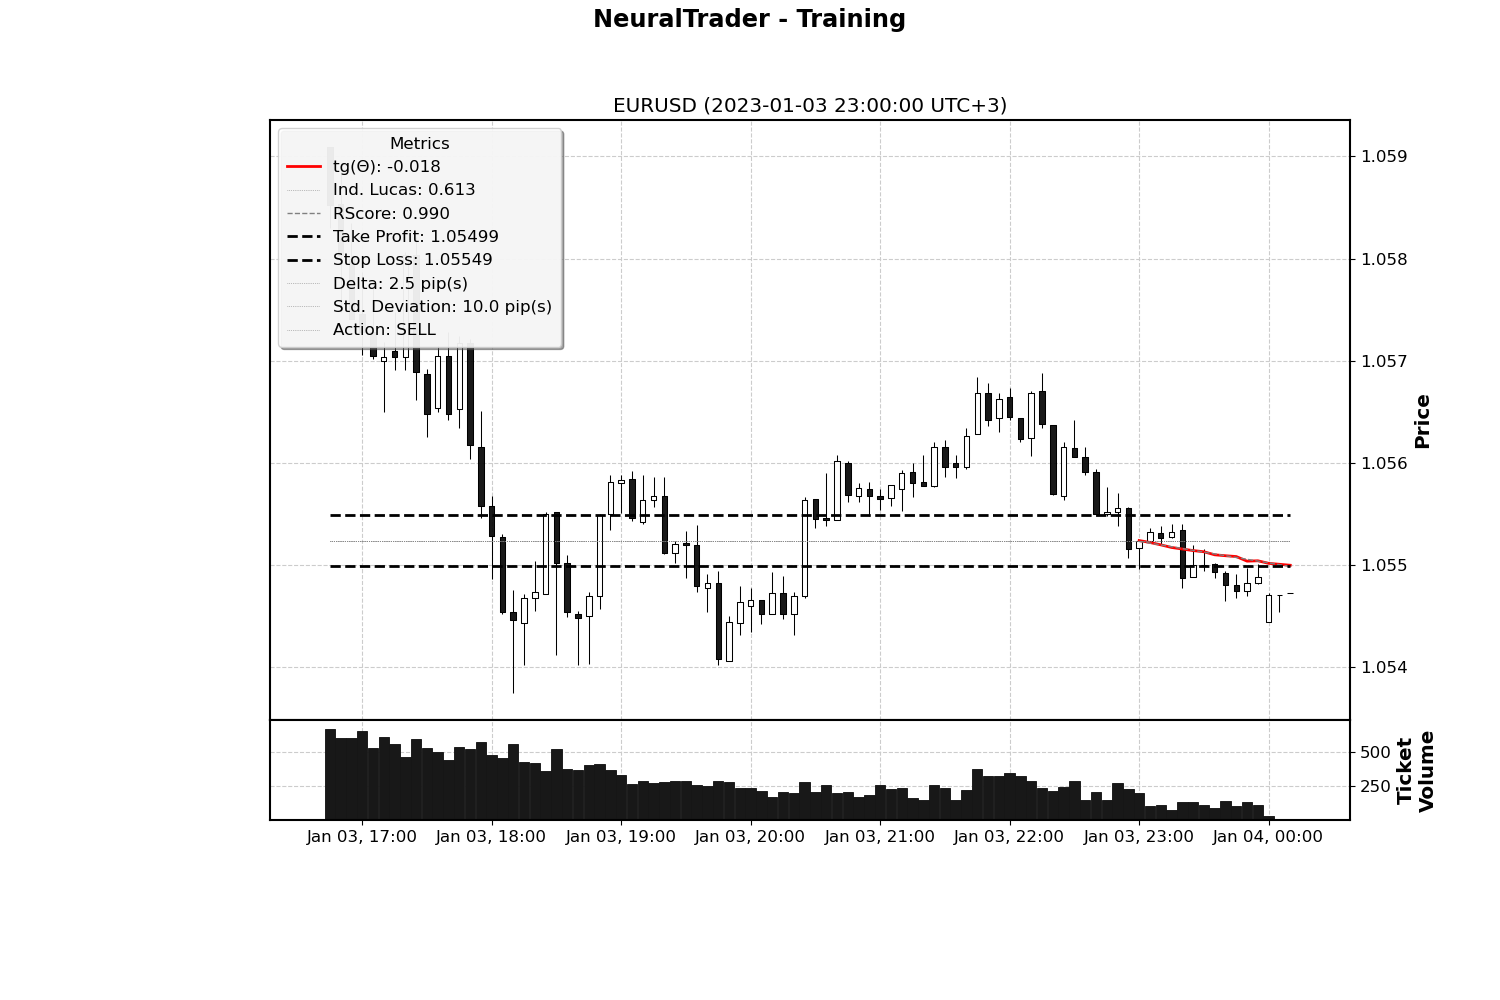 NeuralTrader - Training
EURUSD (2023-01-03 23:00:00 UTC+3)
Metrics
tg(Θ): -0.018
Ind. Lucas: 0.613
RScore: 0.990
Take Profit: 1.05499
Stop Loss: 1.05549
Delta: 2.5 pip(s)
Std. Deviation: 10.0 pip(s)
Action: SELL
1.059
1.058
1.057
1.056
1.055
1.054
Price
500
250
Ticket
Volume
Jan 03, 17:00
Jan 03, 18:00
Jan 03, 19:00
Jan 03, 20:00
Jan 03, 21:00
Jan 03, 22:00
Jan 03, 23:00
Jan 04, 00:00